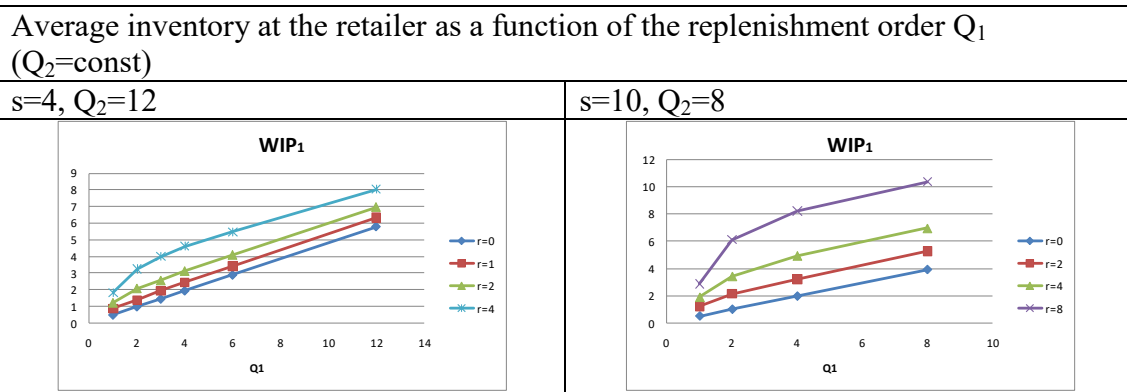 Average inventory at the retailer as a function of the replenishment order Q₁
(Q₂=const)
s=4, Q₂=12
s=10, Q₂=8
WIP₁
9
8
7
6
5
4
3
2
1
0
0 2 4 6 8 10 12 14
Q1
r=0
r=1
r=2
r=4
WIP₁
12
10
8
6
4
2
0
0 2 4 6 8 10
Q1
r=0
r=2
r=4
r=8